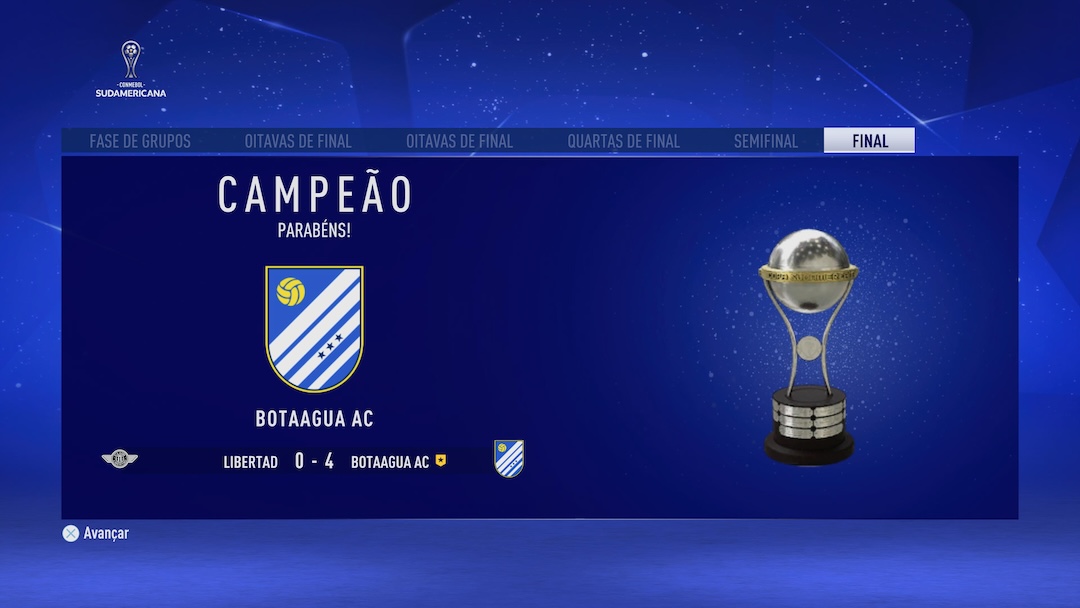 CONMEBOL
SUDAMERICANA
FASE DE GRUPOS
OITAVAS DE FINAL
OITAVAS DE FINAL
QUARTAS DE FINAL
SEMIFINAL
FINAL
CAMPEÃO
PARABÉNS!
BOTAAGUA AC
LIBERTAD 0 - 4 BOTAAGUA AC
Avançar